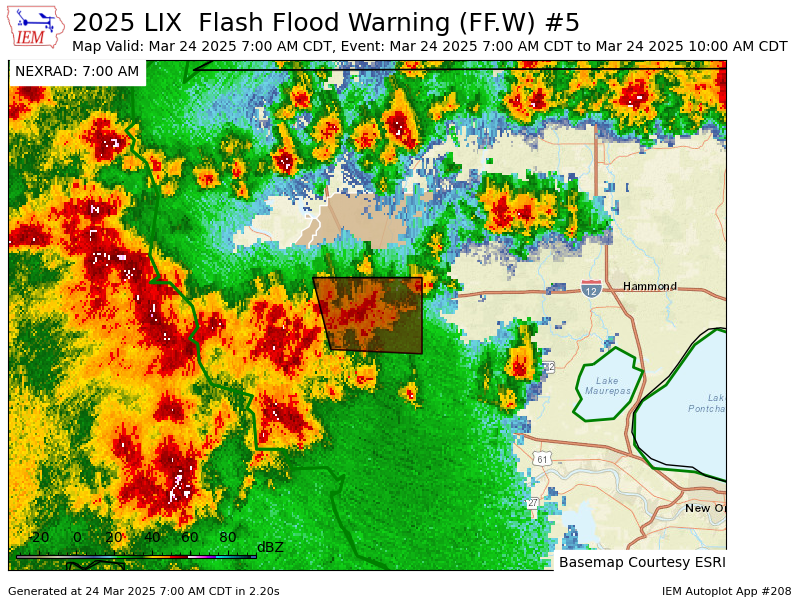 IEM
2025 LIX  Flash Flood Warning (FF.W) #5
Map Valid: Mar 24 2025 7:00 AM CDT, Event: Mar 24 2025 7:00 AM CDT to Mar 24 2025 10:00 AM CDT
NEXRAD: 7:00 AM
12
Hammond
12
Lake
Maurepas
Lak
Pontcha
61
27
New Or
-20 0 20 40 60 80
dBZ
Basemap Courtesy ESRI
Generated at 24 Mar 2025 7:00 AM CDT in 2.20s
IEM Autoplot App #208